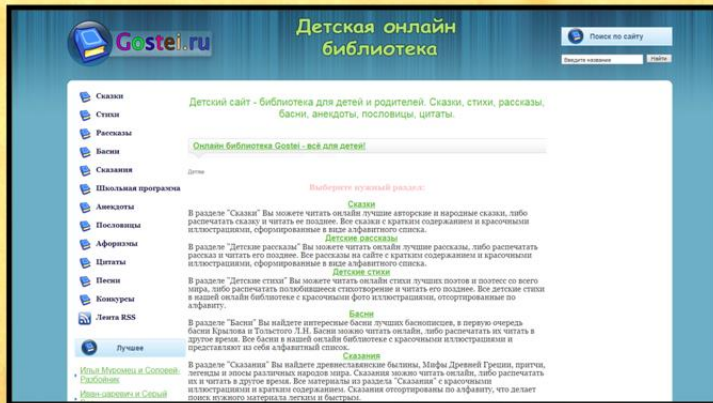 Gostei.ru
Детская онлайн
библиотека
Поиск по сайту
Введите название
Найти
Сказки
Стихи
Рассказы
Басни
Сказания
Школьная программа
Анекдоты
Пословицы
Афоризмы
Цитаты
Песни
Конкурсы
Лента RSS
Лучшее
Илья Муромец и Соловей-
Разбойник
Иван-царевич и Серый
Детский сайт - библиотека для детей и родителей. Сказки, стихи, рассказы,
басни, анекдоты, пословицы, цитаты.
Онлайн библиотека Gostei - всё для детей!
Детям
Выберите нужный раздел:
Сказки
В разделе "Сказки" Вы можете читать онлайн лучшие авторские и народные сказки, либо
распечатать сказку и читать ее позднее. Все сказки с кратким содержанием и красочными
иллюстрациями, сформированные в виде алфавитного списка.
Детские рассказы
В разделе "Детские рассказы" Вы можете читать онлайн лучшие рассказы, либо распечатать
рассказ и читать его позднее. Все рассказы на сайте с кратким содержанием и красочными
иллюстрациями, сформированные в виде алфавитного списка.
Детские стихи
В разделе "Детские стихи" Вы можете читать онлайн стихи лучших поэтов и поэтесс со всего
мира, либо распечатать полюбившееся стихотворение и читать его позднее. Все детские стихи
в нашей онлайн библиотеке с красочными фото иллюстрациями, отсортированные по
алфавиту.
Басни
В разделе "Басни" Вы найдете интересные басни лучших баснописцев, в первую очередь
басни Крылова и Толстого Л.Н. Басни можно читать онлайн, либо распечатать их читать в
другое время. Все басни в нашей онлайн библиотеке с красочными иллюстрациями и
представляют из себя алфавитный список.
Сказания
В разделе "Сказания" Вы найдете древнеславянские былины, Мифы Древней Греции, притчи,
легенды и эпосы различных народов мира. Сказания можно читать онлайн, либо распечатать
их и читать в другое время. Все материалы из раздела "Сказания" с красочными
иллюстрациями и кратким содержанием. Сказания отсортированы по алфавиту, что делает
поиск нужного материала легким и быстрым.